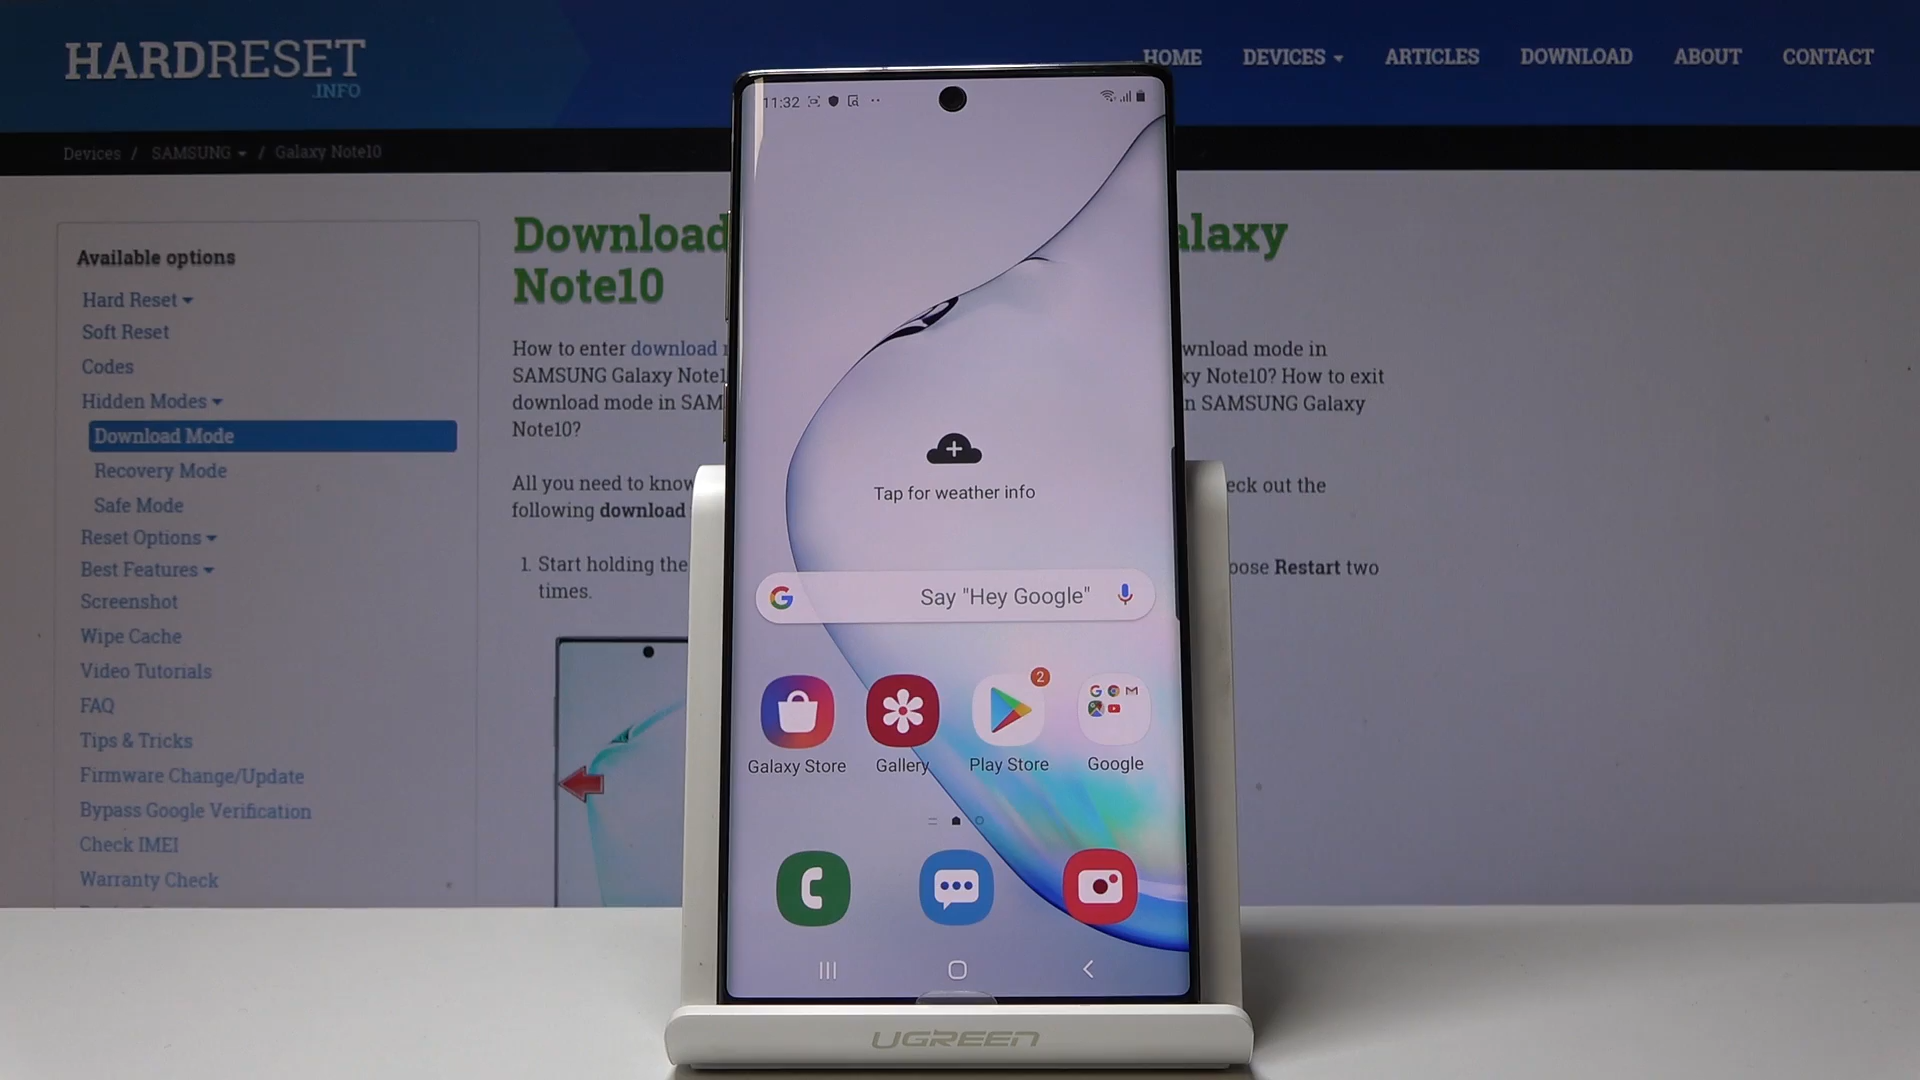 HARDRESET
.INFO
HOME DEVICES ARTICLES DOWNLOAD ABOUT CONTACT
Devices / SAMSUNG / Galaxy Note10
Available options
Hard Reset
Soft Reset
Codes
Hidden Modes
Download Mode
Recovery Mode
Safe Mode
Reset Options
Best Features
Screenshot
Wipe Cache
Video Tutorials
FAQ
Tips & Tricks
Firmware Change/Update
Bypass Google Verification
Check IMEI
Warranty Check
Download alaxy
Note10
How to enter download wnload mode in
SAMSUNG Galaxy Note1 xy Note10? How to exit
download mode in SAM n SAMSUNG Galaxy
Note10?
All you need to know eck out the
following download
1. Start holding the oose Restart two
times.
11:32
Tap for weather info
G Say "Hey Google"
2
Galaxy Store Gallery Play Store Google
UGREEN